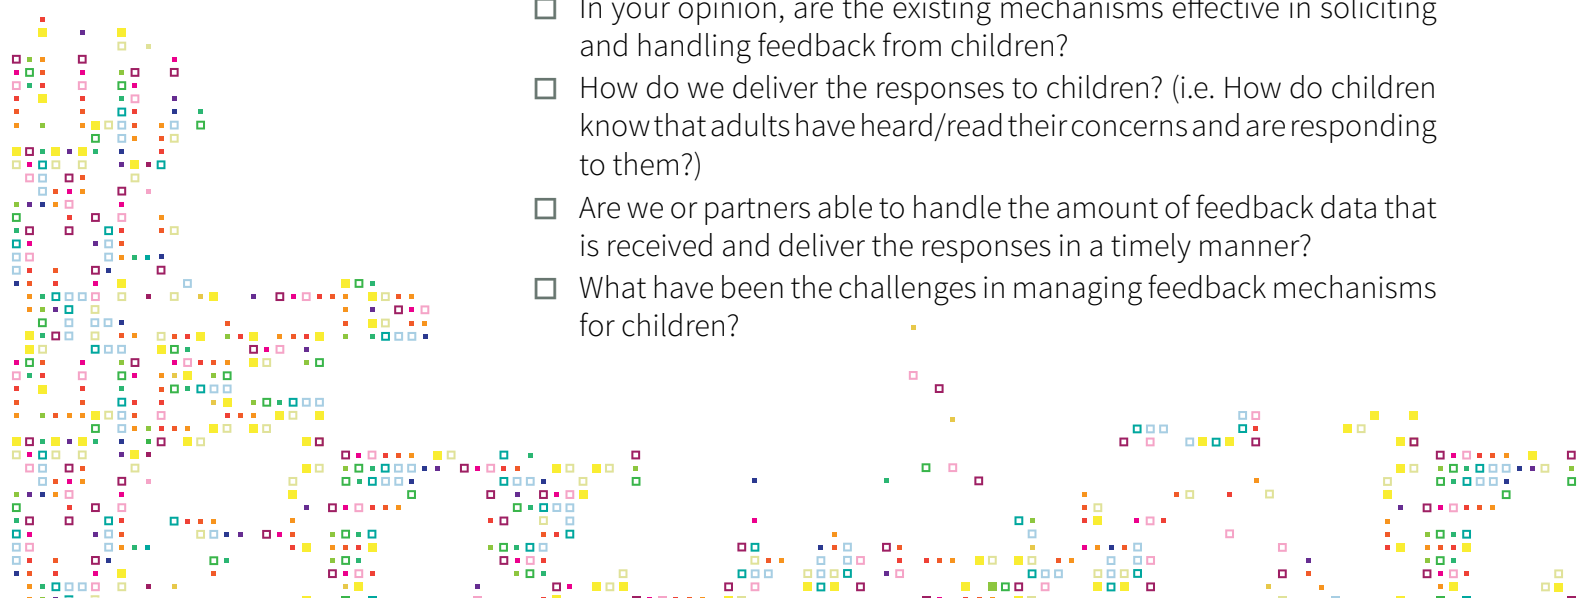 ☐ In your opinion, are the existing mechanisms effective in soliciting
and handling feedback from children?
☐ How do we deliver the responses to children? (i.e. How do children
know that adults have heard/read their concerns and are responding
to them?)
☐ Are we or partners able to handle the amount of feedback data that
is received and deliver the responses in a timely manner?
☐ What have been the challenges in managing feedback mechanisms
for children?